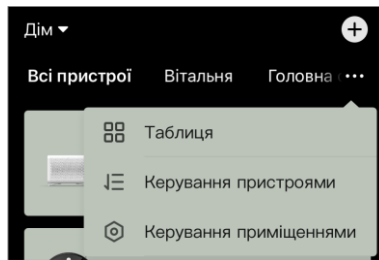 Дім
Всі пристрої Вітальня Головна
Таблиця
Керування пристроями
Керування приміщеннями